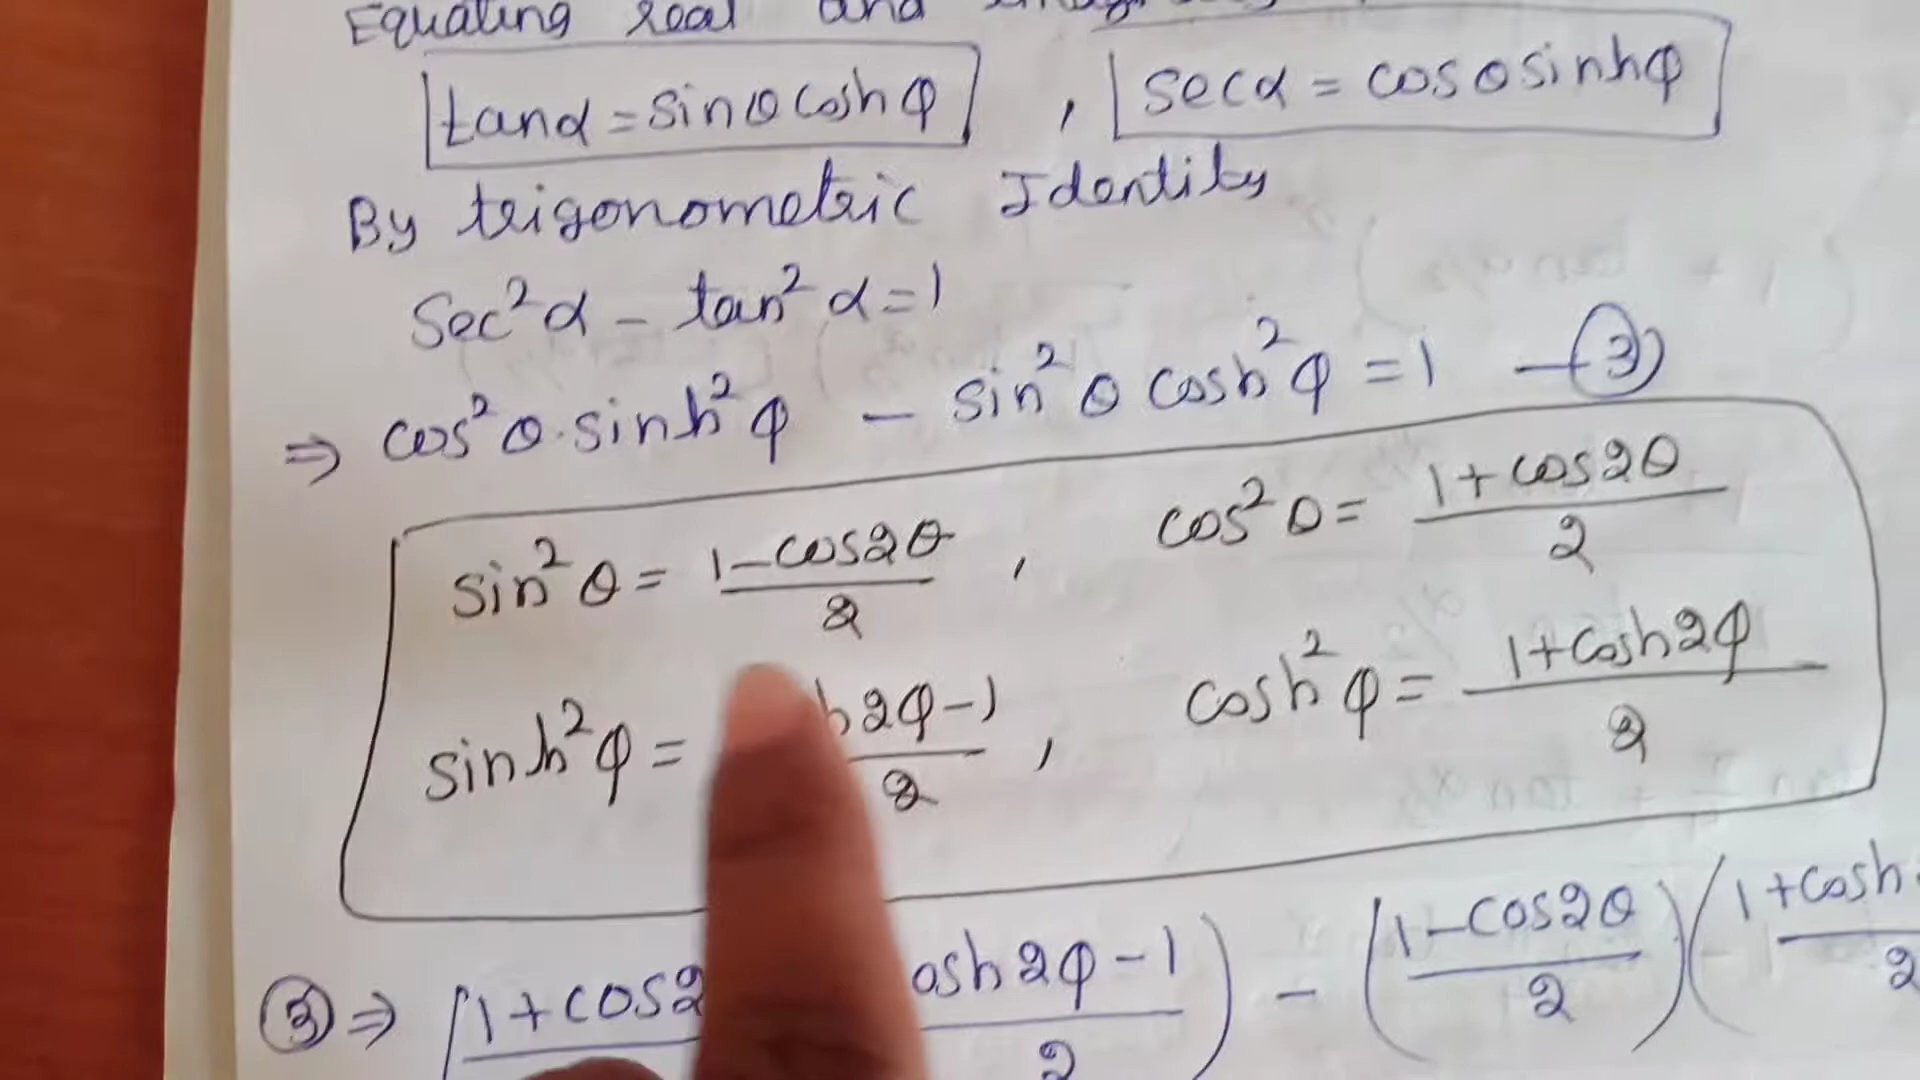 Equating real and
tanα = sinθ coshφ , secα = cosθ sinhφ
By trigonometric Identity
Sec²α - tan²α = 1
⇒ cos²θ.sinh²φ - sin²θ cosh²φ = 1 — (3)
sin²θ = (1-cos2θ)/2 , cos²θ = (1+cos2θ)/2
sinh²φ = h2φ-1/2 , cosh²φ = (1+cosh2φ)/2
(3) ⇒ (1+cos2 osh2φ-1/2) - ((1-cos2θ)/2)(1+cosh/2